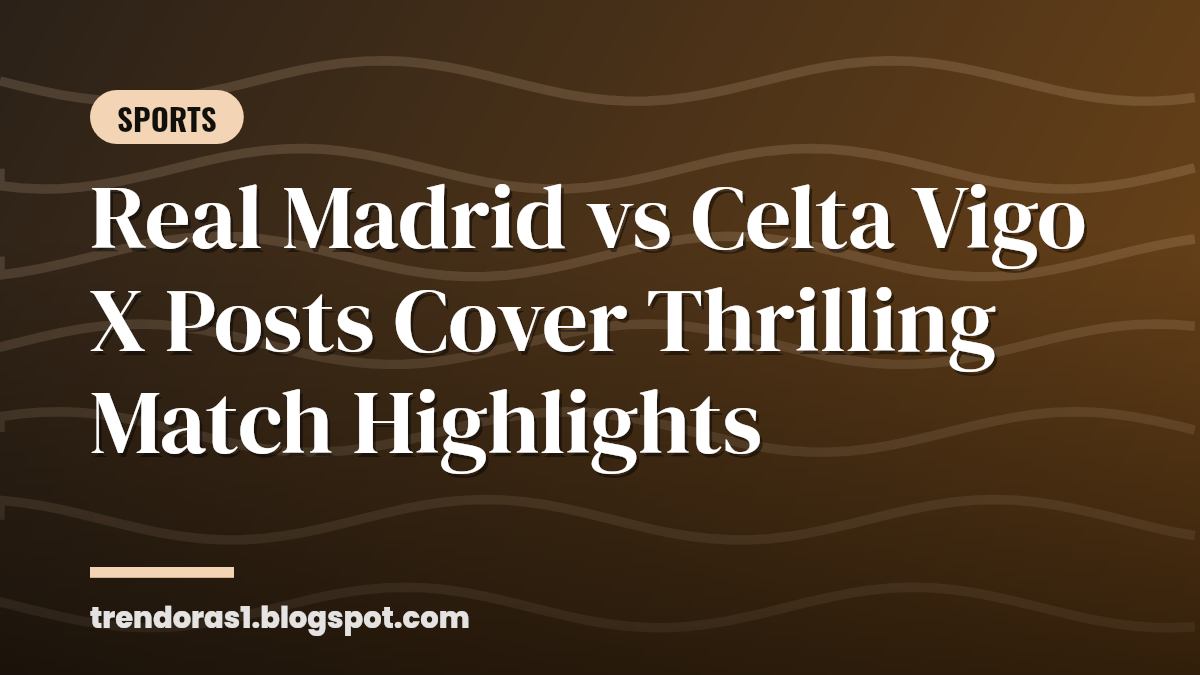 SPORTS
Real Madrid vs Celta Vigo
X Posts Cover Thrilling
Match Highlights
trendoras1.blogspot.com